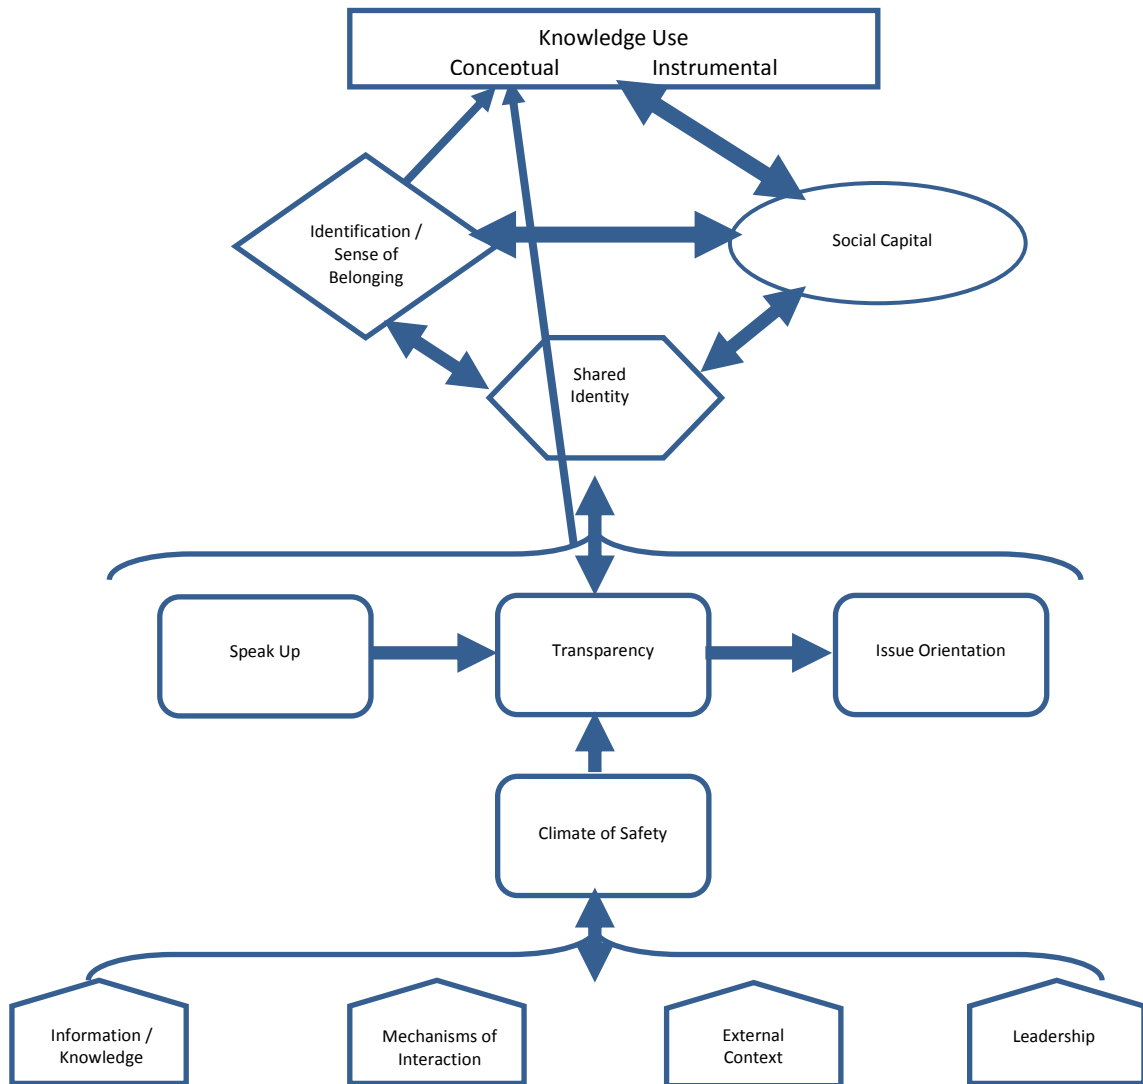 Knowledge Use
Conceptual Instrumental
Identification /
Sense of
Belonging
Social Capital
Shared
Identity
Speak Up
Transparency
Issue Orientation
Climate of Safety
Information /
Knowledge
Mechanisms of
Interaction
External
Context
Leadership